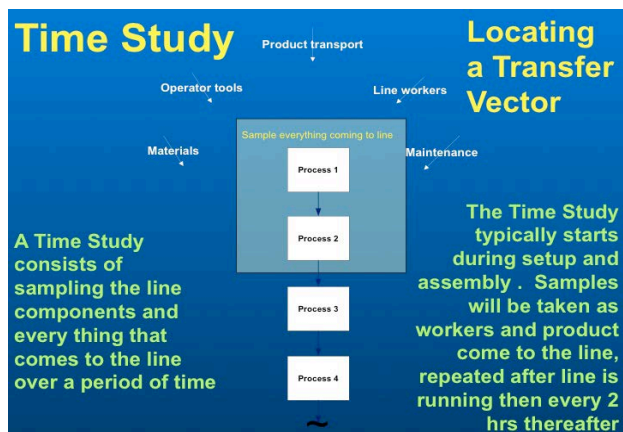 Time Study
Locating
a Transfer
Vector
Product transport
Operator tools
Line workers
Materials
Maintenance
Sample everything coming to line
Process 1
Process 2
Process 3
Process 4
~
A Time Study
consists of
sampling the line
components and
every thing that
comes to the line
over a period of time
The Time Study
typically starts
during setup and
assembly . Samples
will be taken as
workers and product
come to the line,
repeated after line is
running then every 2
hrs thereafter